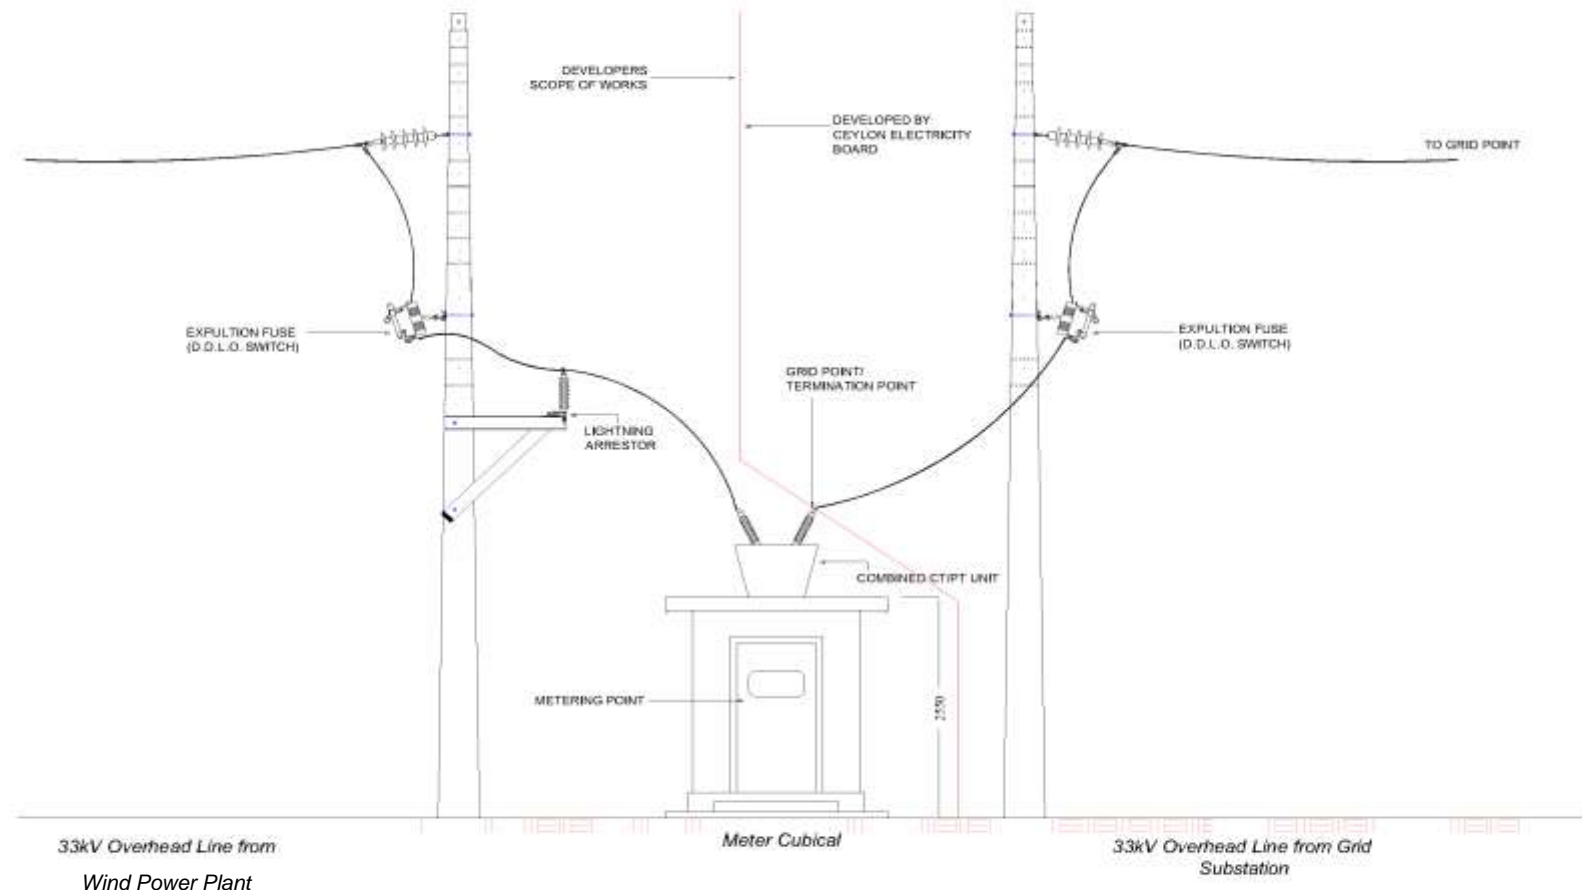 DEVELOPERS
SCOPE OF WORKS
DEVELOPED BY
CEYLON ELECTRICITY
BOARD
TO GRID POINT
EXPULTION FUSE
(D.D.L.O. SWITCH)
EXPULTION FUSE
(D.D.L.O. SWITCH)
GRID POINT/
TERMINATION POINT
LIGHTNING
ARRESTOR
COMBINED CT/PT UNIT
METERING POINT
2550
33kV Overhead Line from
Wind Power Plant
Meter Cubical
33kV Overhead Line from Grid
Substation